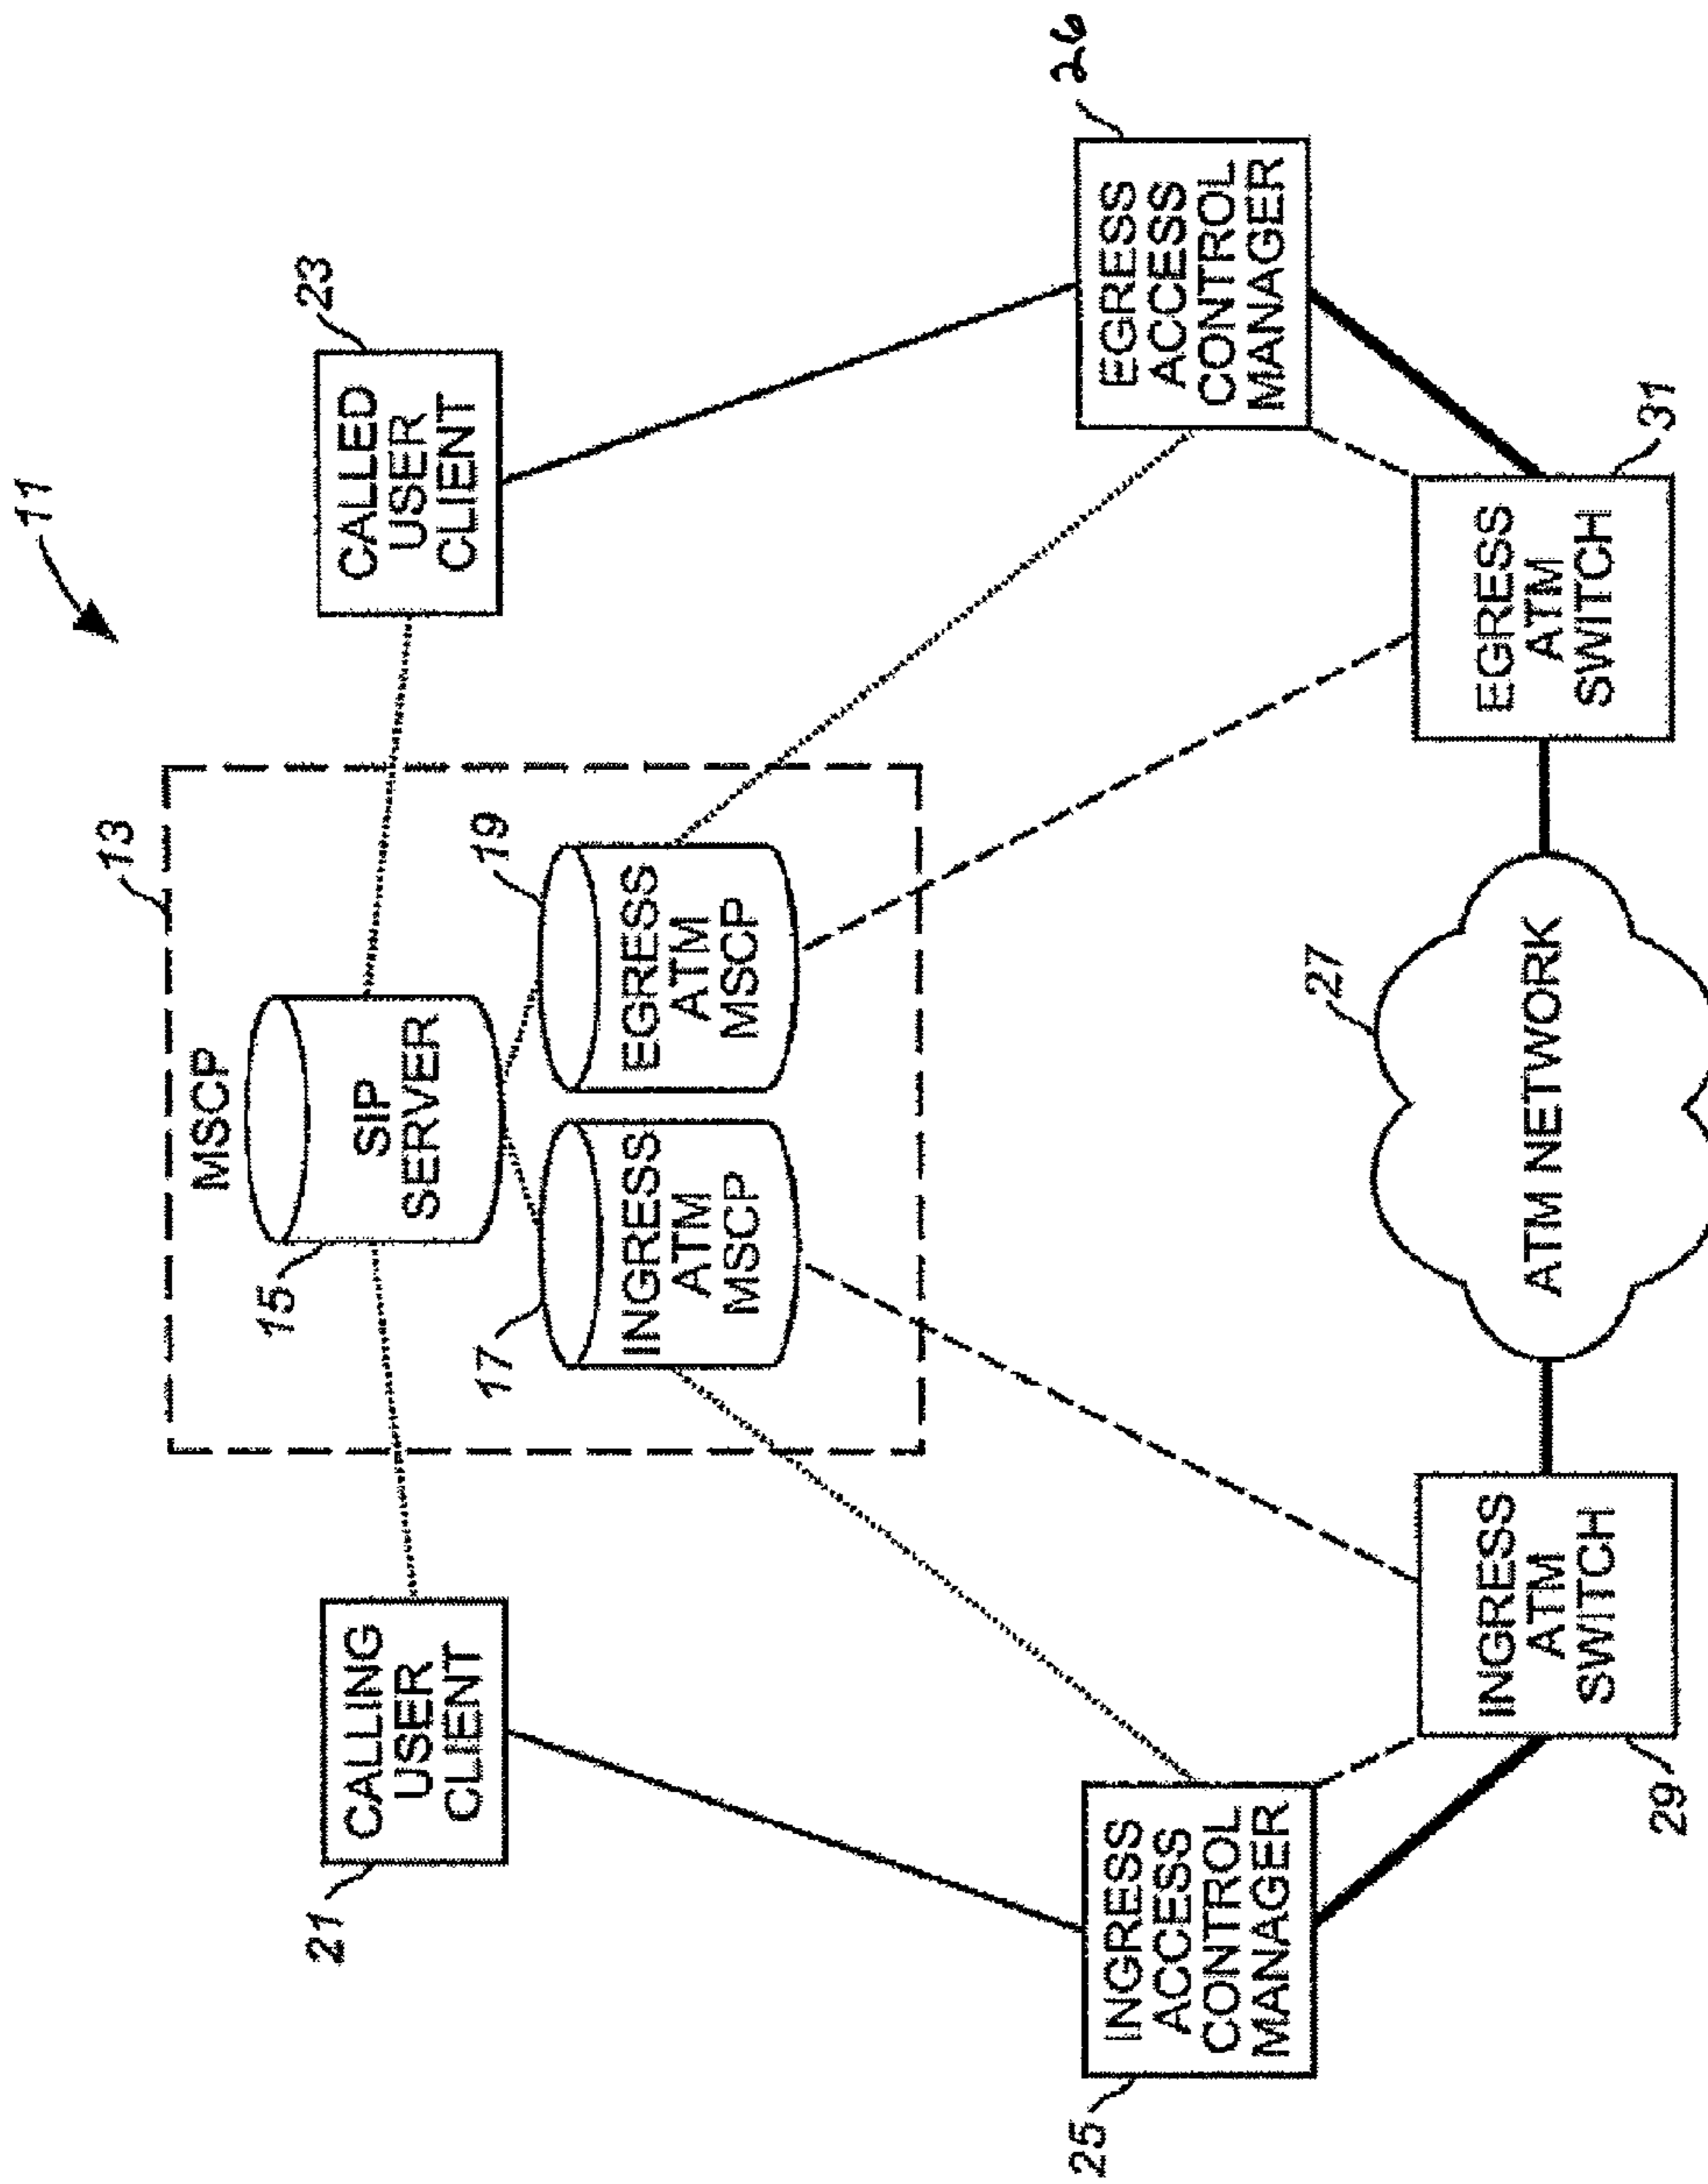 11
13
MSCP
21
CALLING
USER
CLIENT
15
SIP
SERVER
CALLED
USER
CLIENT
23
17
INGRESS
ATM
MSCP
19
EGRESS
ATM
MSCP
25
INGRESS
ACCESS
CONTROL
MANAGER
EGRESS
ACCESS
CONTROL
MANAGER
26
INGRESS
ATM
SWITCH
29
27
ATM NETWORK
EGRESS
ATM
SWITCH
31